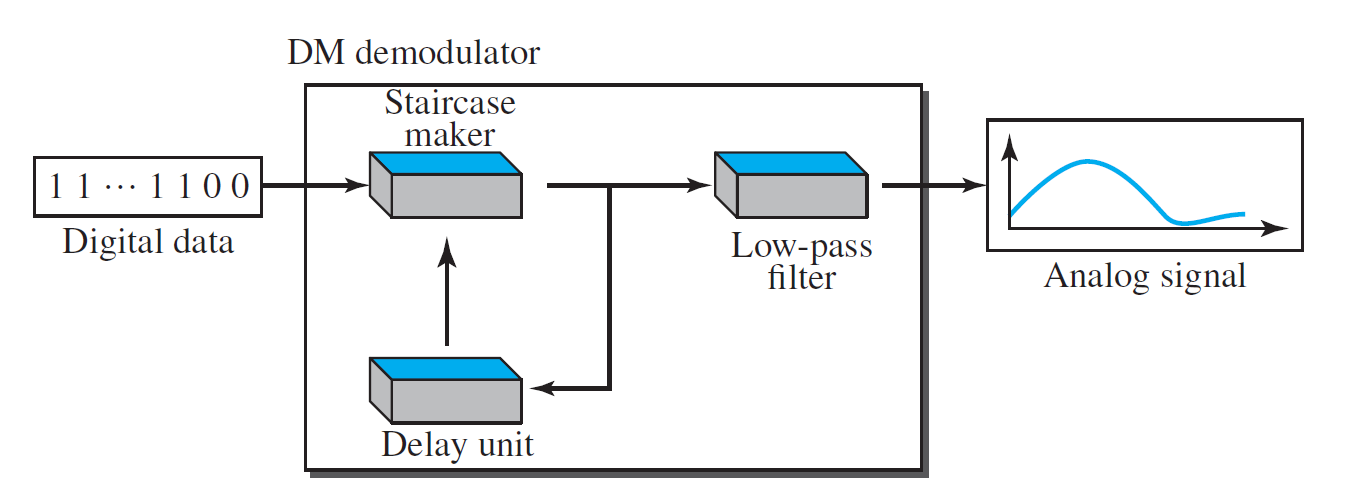 DM demodulator
Staircase
maker
1 1 ··· 1 1 0 0
Digital data
Low-pass
filter
Analog signal
Delay unit